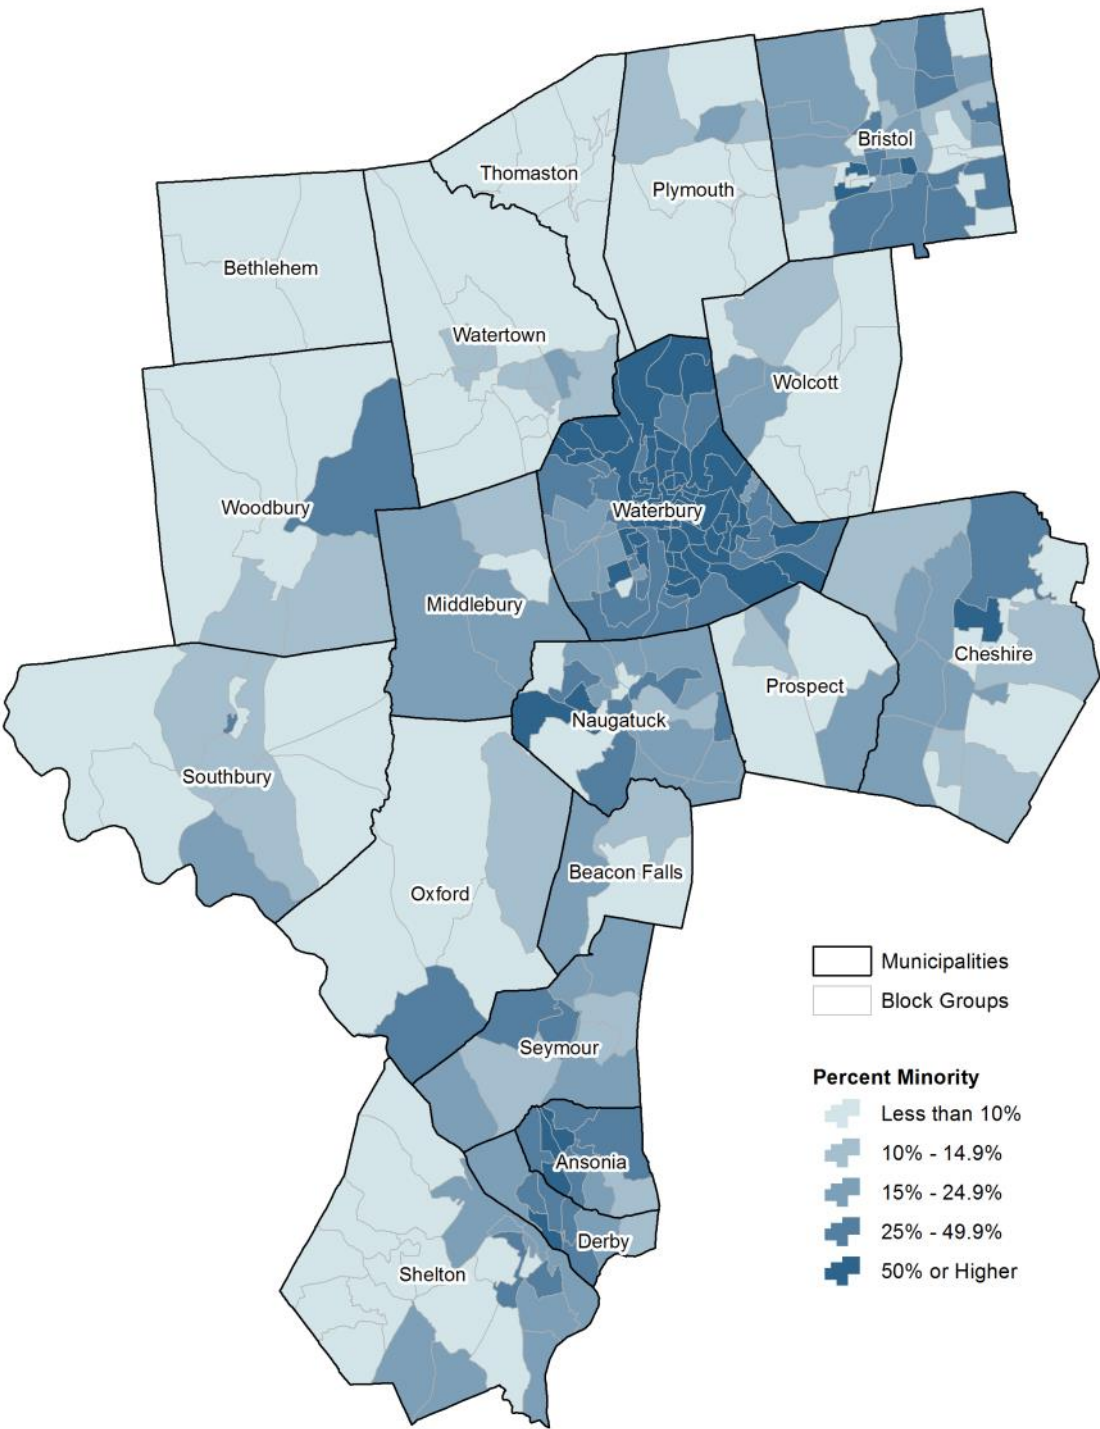 Bristol
Thomaston
Plymouth
Bethlehem
Watertown
Wolcott
Woodbury
Waterbury
Middlebury
Cheshire
Prospect
Naugatuck
Southbury
Beacon Falls
Oxford
Seymour
Ansonia
Derby
Shelton
Municipalities
Block Groups
Percent Minority
Less than 10%
10% - 14.9%
15% - 24.9%
25% - 49.9%
50% or Higher